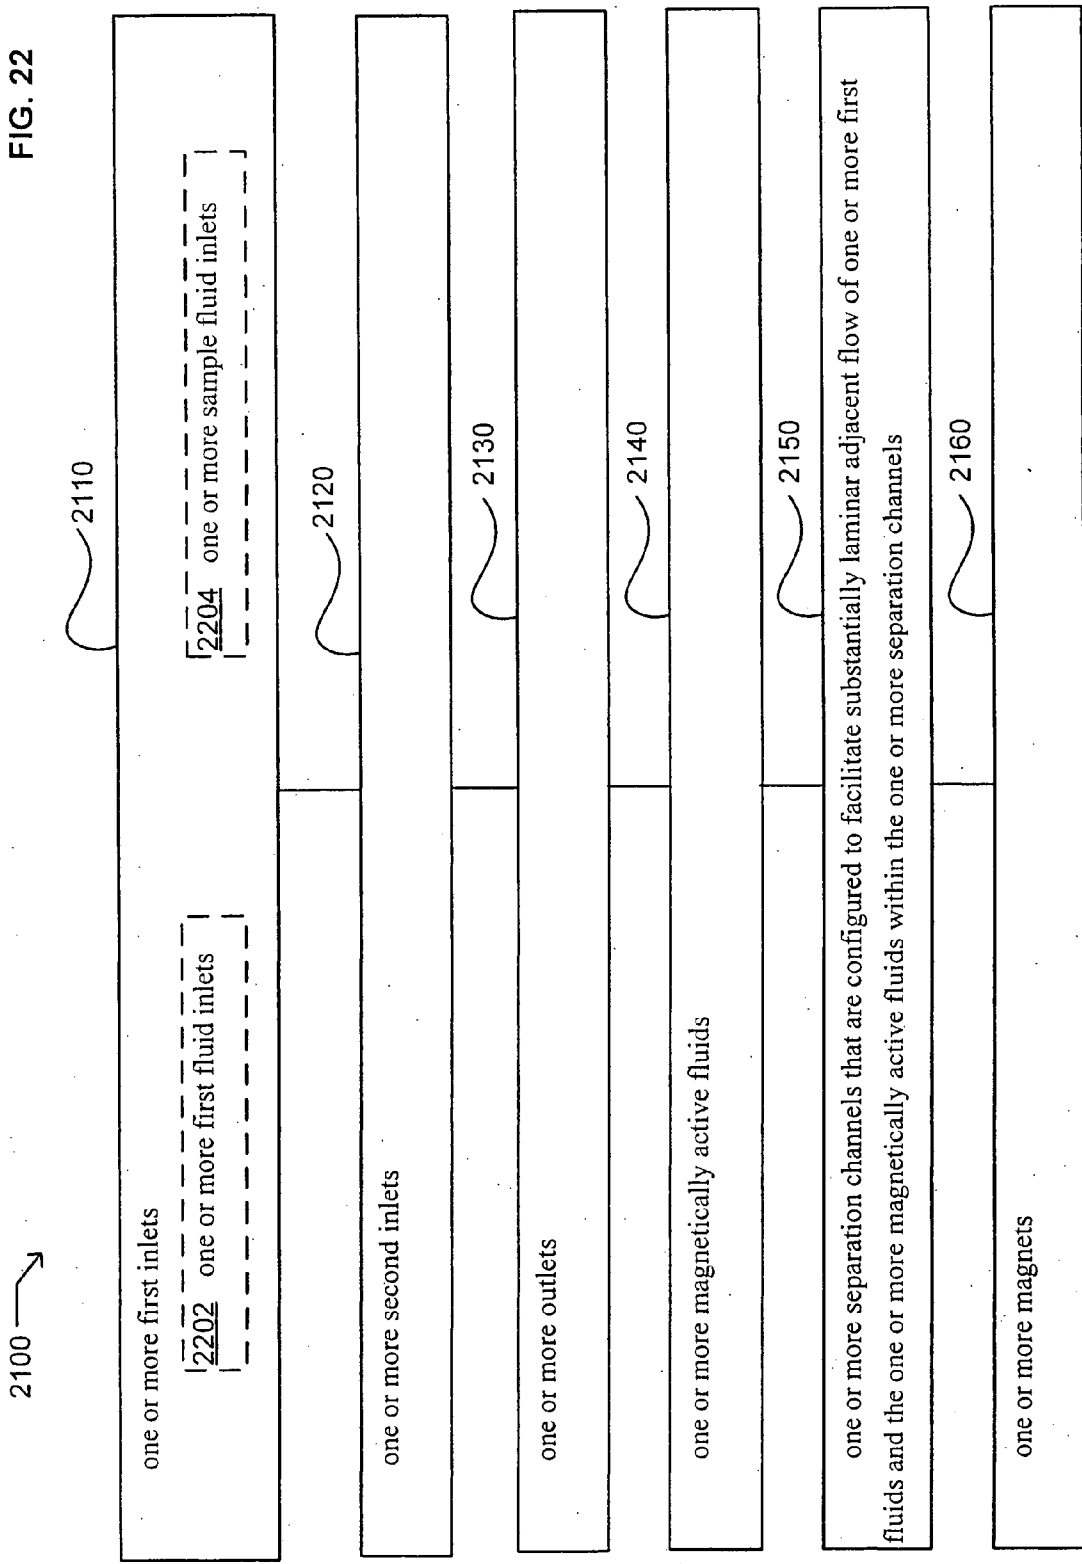 FIG. 22
2100
2110
one or more first inlets
2202 one or more first fluid inlets
2204 one or more sample fluid inlets
2120
one or more second inlets
2130
one or more outlets
2140
one or more magnetically active fluids
2150
one or more separation channels that are configured to facilitate substantially laminar adjacent flow of one or more first
fluids and the one or more magnetically active fluids within the one or more separation channels
2160
one or more magnets